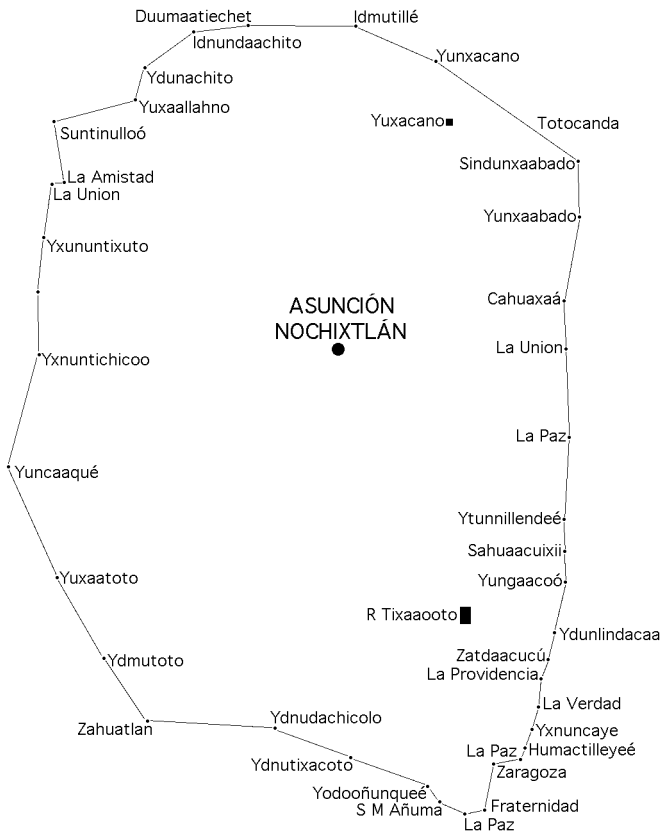 Duumaatiechet
Idmutillé
Idnundaachito
Yunxacano
Ydunachito
Yuxaallahno
Yuxacano
Totocanda
Suntinulloó
Sindunxaabado
La Amistad
La Union
Yunxaabado
Yxununtixuto
Cahuaxaá
ASUNCIÓN
NOCHIXTLÁN
La Union
Yxnuntichicoo
La Paz
Yuncaaqué
Ytunnillendeé
Sahuaacuixii
Yuxaatoto
Yungaacoó
R Tixaaooto
Ydunlindacaa
Ydmutoto
Zatdaacucú
La Providencia
La Verdad
Ydnudachicolo
Zahuatlan
Yxnuncaye
La Paz
Humactilleyeé
Ydnutixacoto
Zaragoza
Yodooñunqueé
S M Añuma
Fraternidad
La Paz